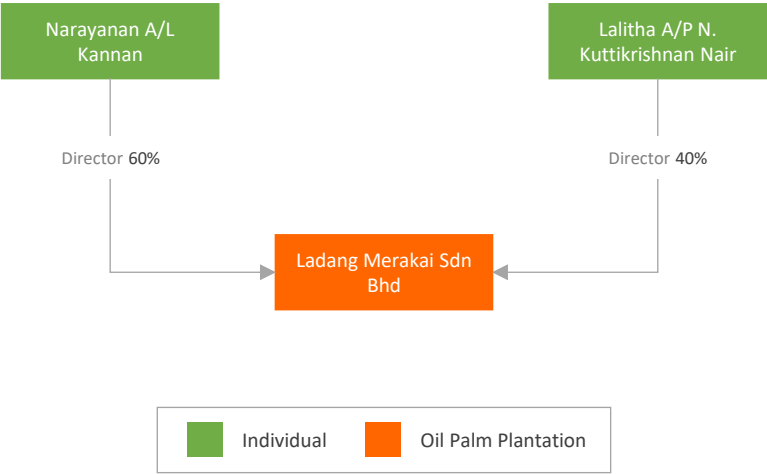 Narayanan A/L
Kannan
Lalitha A/P N.
Kuttikrishnan Nair
Director 60%
Director 40%
Ladang Merakai Sdn
Bhd
Individual
Oil Palm Plantation